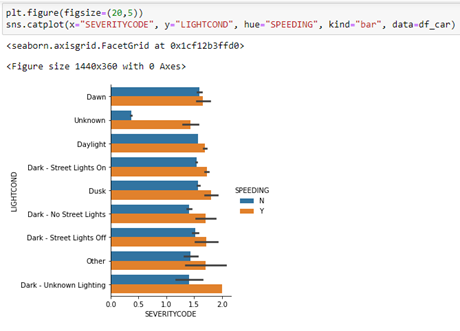 plt.figure(figsize=(20,5))
sns.catplot(x="SEVERITYCODE", y="LIGHTCOND", hue="SPEEDING", kind="bar", data=df_car)
<seaborn.axisgrid.FacetGrid at 0x1cf12b3ffd0>
<Figure size 1440x360 with 0 Axes>
Dawn
Unknown
Daylight
Dark - Street Lights On
Dusk
Dark - No Street Lights
Dark - Street Lights Off
Other
Dark - Unknown Lighting
LIGHTCOND
0.0 0.5 1.0 1.5 2.0
SEVERITYCODE
SPEEDING
N
Y